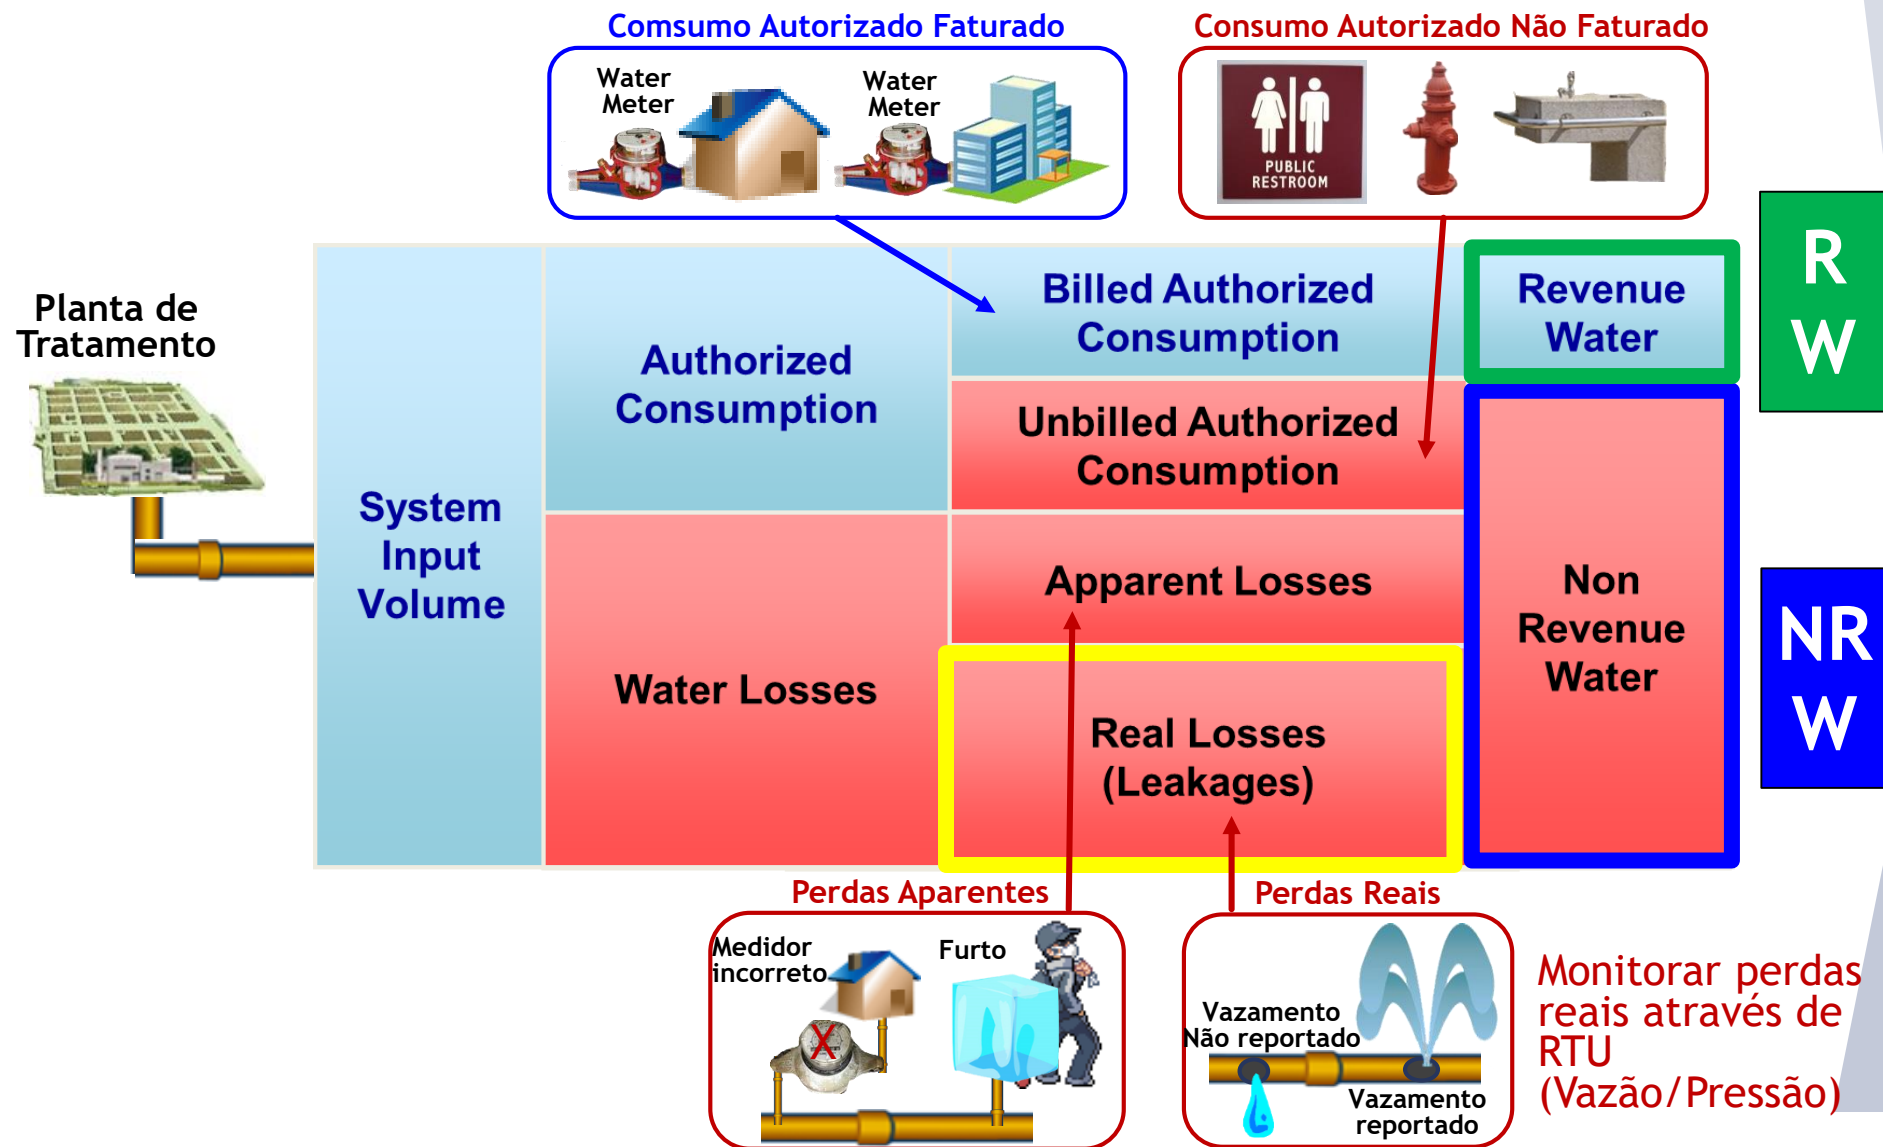 Comsumo Autorizado Faturado
Consumo Autorizado Não Faturado
Water
Meter
Water
Meter
PUBLIC
RESTROOM
R
W
Planta de
Tratamento
System
Input
Volume
Authorized
Consumption
Billed Authorized
Consumption
Revenue
Water
Unbilled Authorized
Consumption
Water Losses
Apparent Losses
Real Losses
(Leakages)
Non
Revenue
Water
NR
W
Perdas Aparentes
Medidor
incorreto
X
Furto
Perdas Reais
Vazamento
Não reportado
Vazamento
reportado
Monitorar perdas
reais através de
RTU
(Vazão/Pressão)